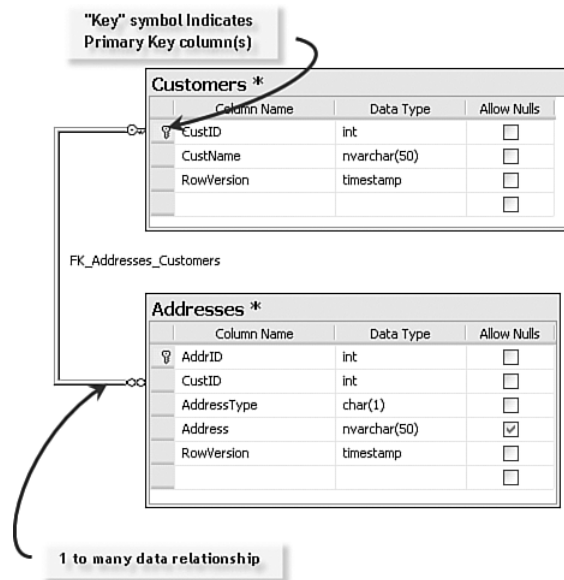 "Key" symbol Indicates
Primary Key column(s)
Customers *
Column Name Data Type Allow Nulls
CustID int
CustName nvarchar(50)
RowVersion timestamp
FK_Addresses_Customers
Addresses *
Column Name Data Type Allow Nulls
AddrID int
CustID int
AddressType char(1)
Address nvarchar(50)
RowVersion timestamp
1 to many data relationship